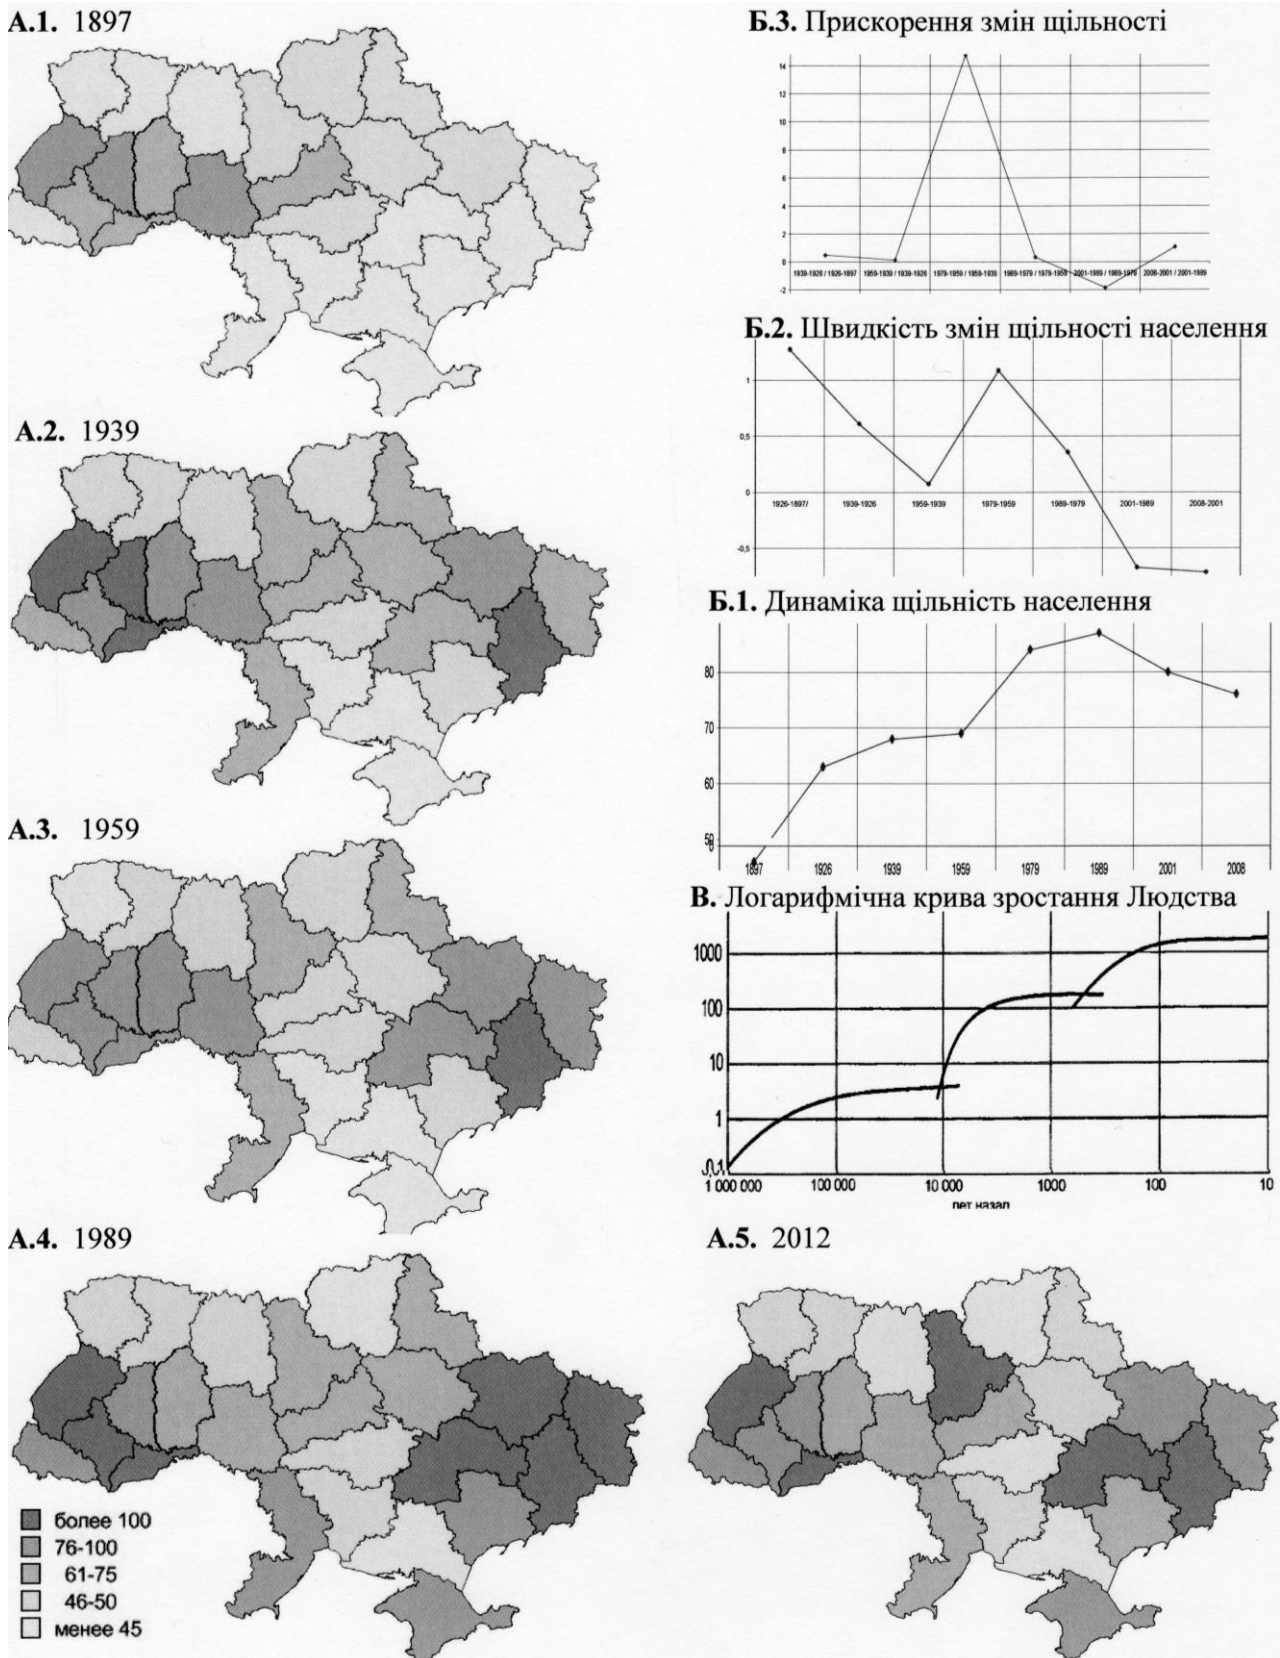 А.1. 1897
А.2. 1939
А.3. 1959
А.4. 1989
более 100
76-100
61-75
46-50
менее 45
Б.3. Прискорення змін щільності
14
12
10
8
6
4
2
0
-2
1939-1926 / 1926-1897
1959-1939 / 1939-1926
1979-1959 / 1959-1939
1989-1979 / 1979-1959
2001-1989 / 1989-1979
2008-2001 / 2001-1989
Б.2. Швидкість змін щільності населення
1
0,5
0
-0,5
1926-1897/
1939-1926
1959-1939
1979-1959
1989-1979
2001-1989
2008-2001
Б.1. Динаміка щільність населення
80
70
60
50
0
1897
1926
1939
1959
1979
1989
2001
2008
В. Логарифмічна крива зростання Людства
1000
100
10
1
0,1
1 000 000
100 000
10 000
1000
100
10
лет назад
А.5. 2012